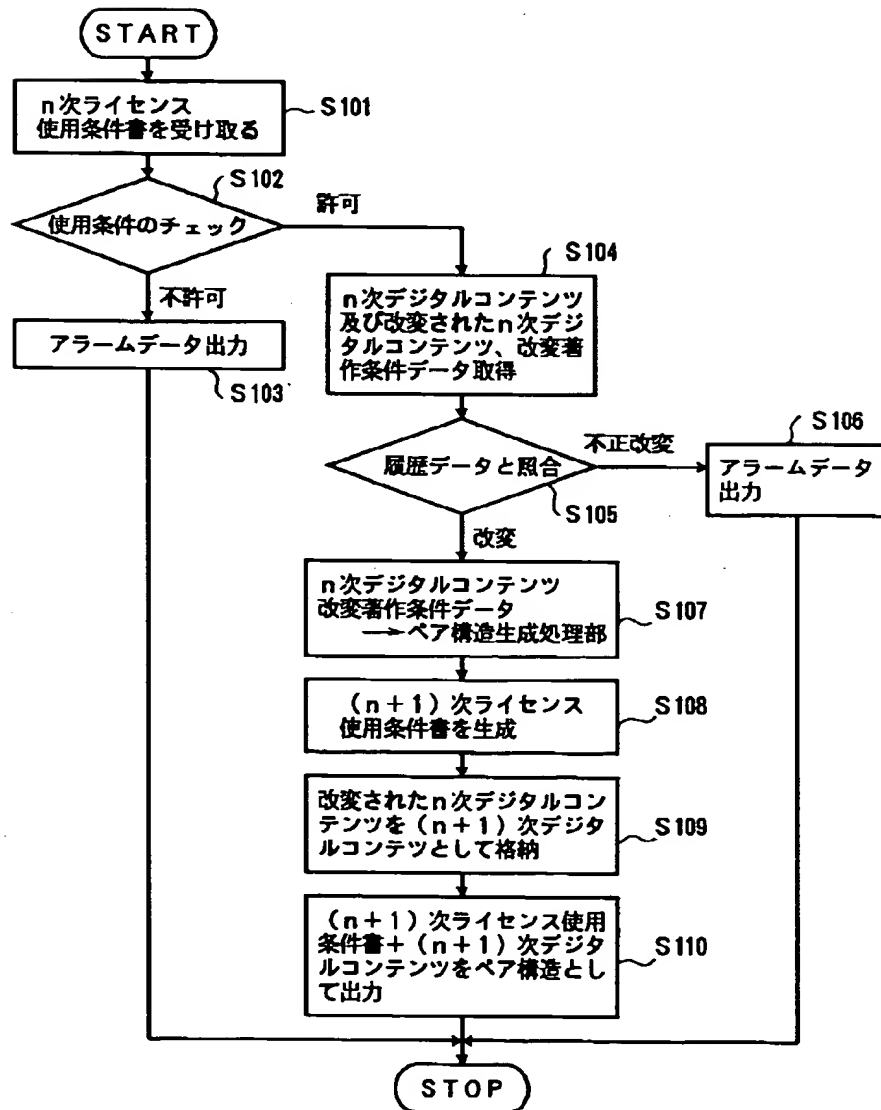 START
n次ライセンス
使用条件書を受け取る
S101
S102
使用条件のチェック
許可
不許可
アラームデータ出力
S103
S104
n次デジタルコンテンツ
及び改変されたn次デジ
タルコンテンツ、改変著
作条件データ取得
履歴データと照合
S105
不正改変
S106
アラームデータ
出力
改変
n次デジタルコンテンツ
改変著作条件データ
→ペア構造生成処理部
S107
(n+1)次ライセンス
使用条件書を生成
S108
改変されたn次デジタルコン
テンツを(n+1)次デジタ
ルコンテツとして格納
S109
(n+1)次ライセンス使用
条件書+(n+1)次デジタ
ルコンテンツをペア構造とし
て出力
S110
STOP